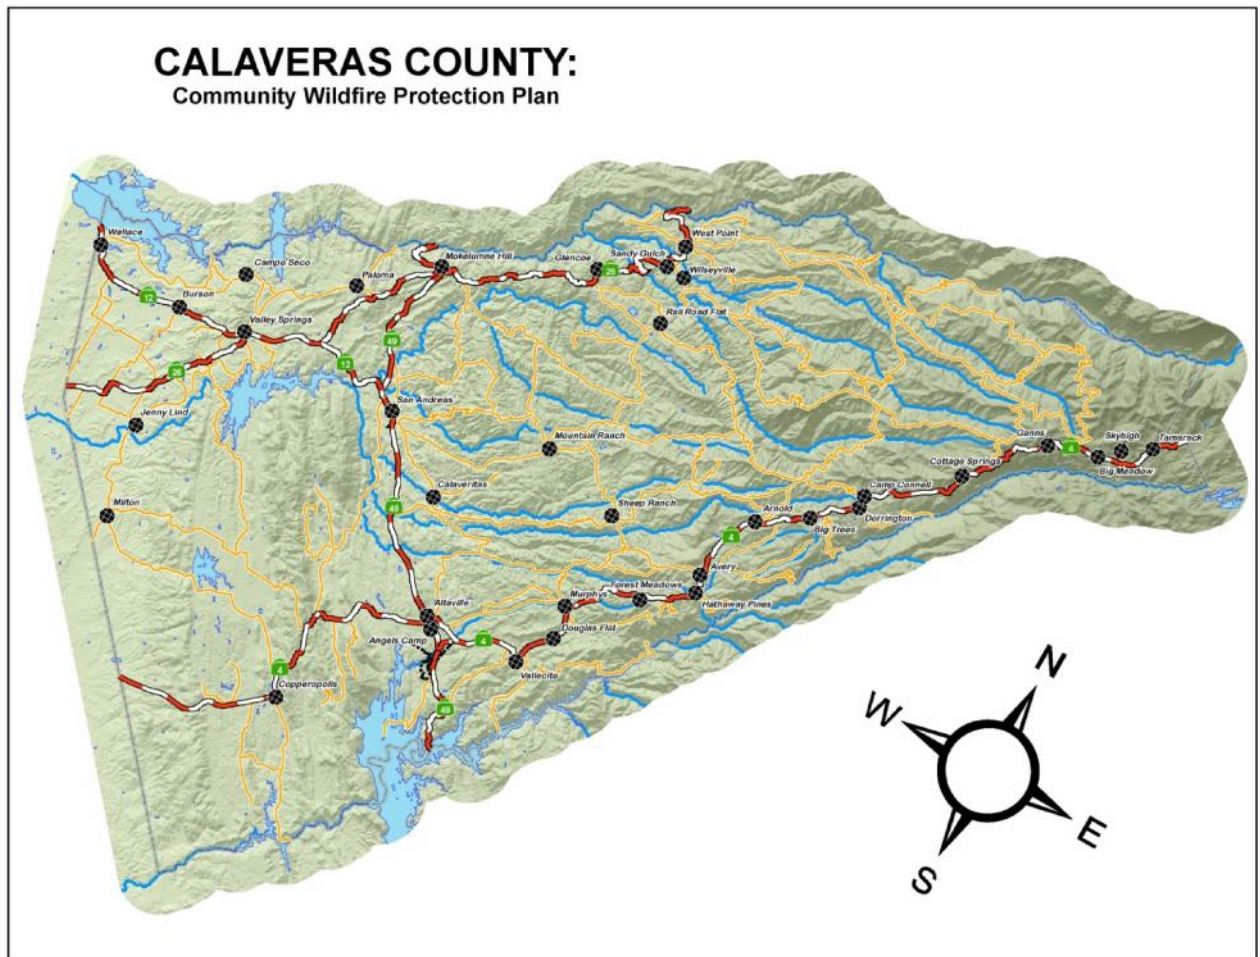 CALAVERAS COUNTY:
Community Wildfire Protection Plan
Wallace
West Point
Campo Seco
Mokelumne Hill
Glencoe
Sandy Gulch
26
Wilseyville
Paloma
12
Burson
Valley Springs
Rail Road Flat
49
12
26
San Andreas
Jenny Lind
Mountain Ranch
Ganns
4
Skyhigh
Tamarack
Big Meadow
Cottage Springs
Calaveritas
Camp Connell
Milton
49
Sheep Ranch
Arnold
Big Trees
Dorrington
4
Avery
Forest Meadows
Murphys
Hathaway Pines
Altaville
Angels Camp
4
Douglas Flat
Vallecito
4
Copperopolis
49
N
W
E
S